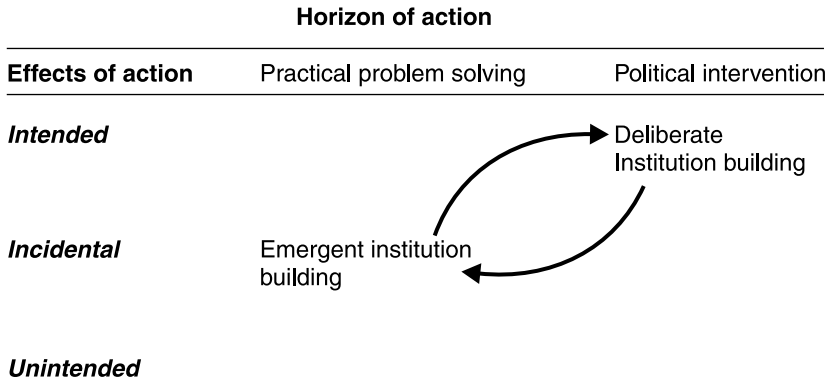 Horizon of action
Effects of action Practical problem solving Political intervention
Intended
Deliberate
Institution building
Incidental
Emergent institution
building
Unintended